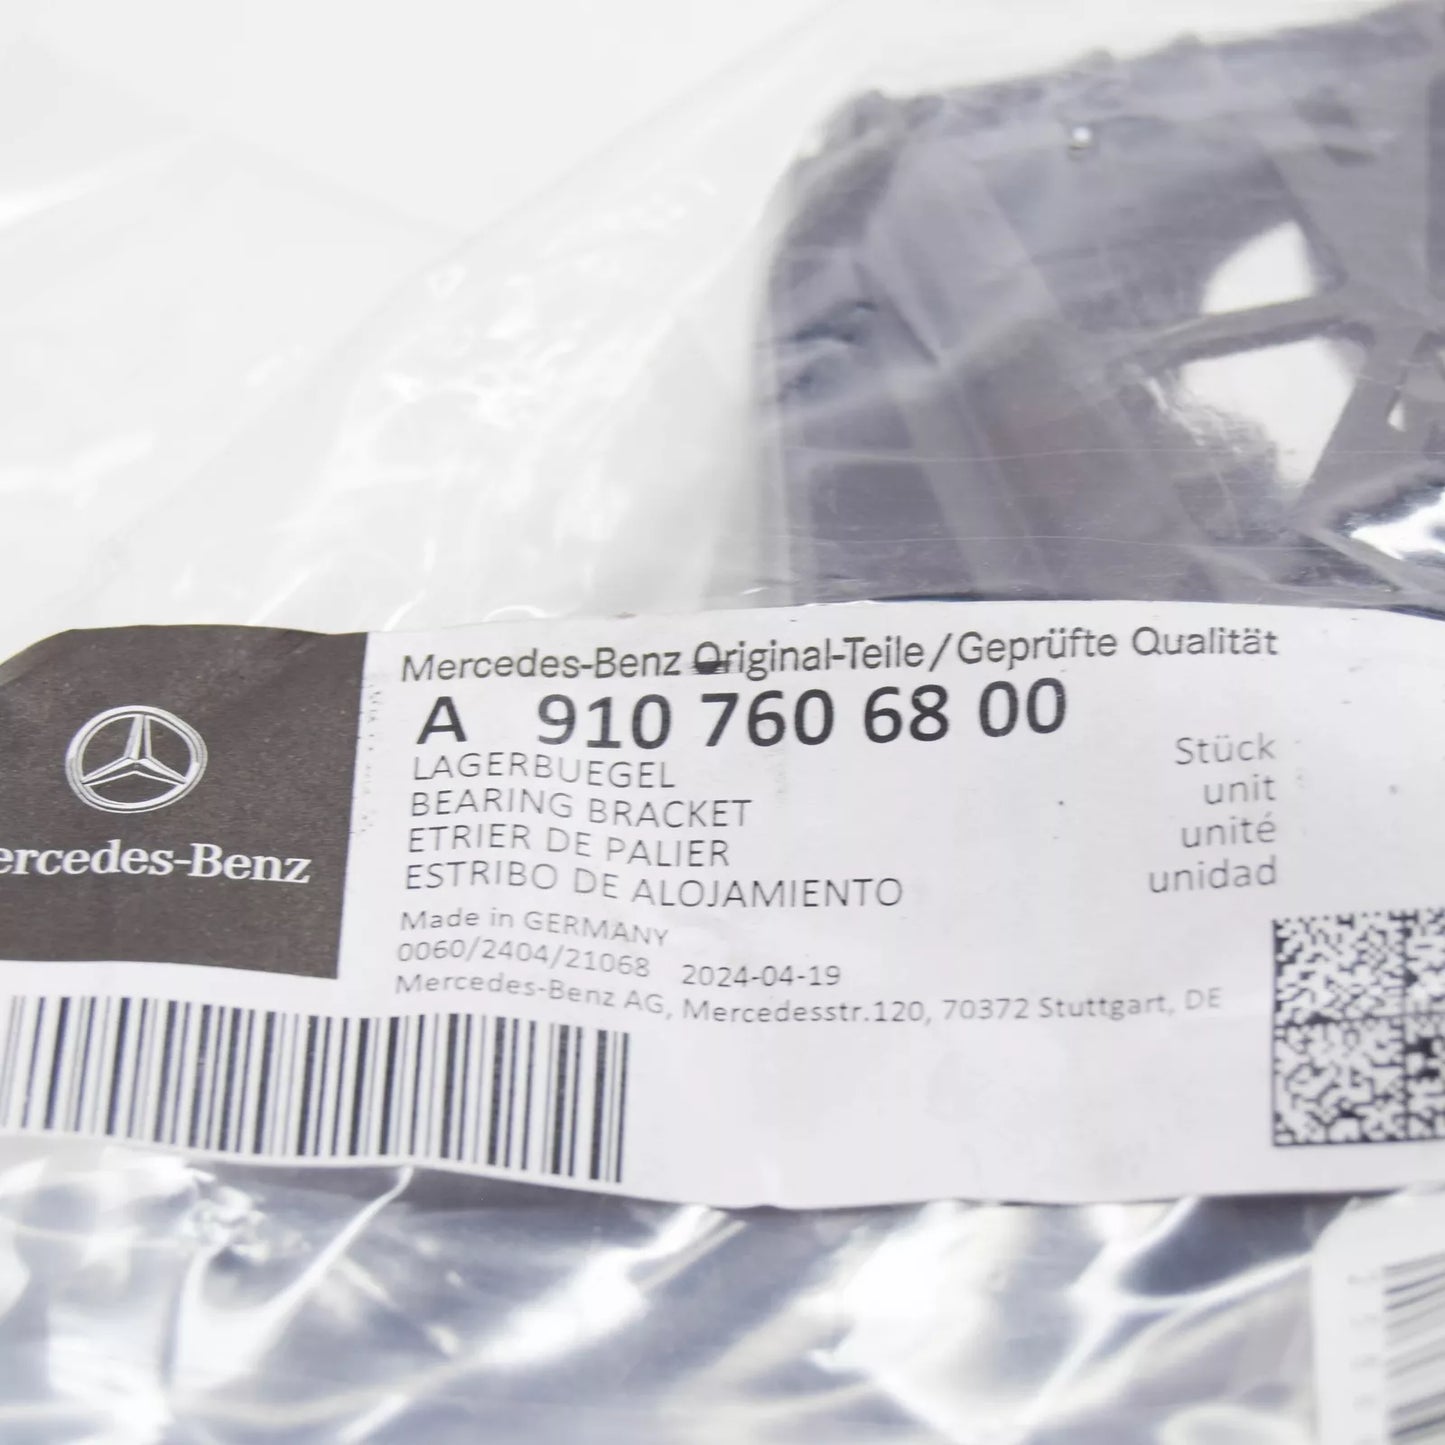 Mercedes-Benz Original-Teile/Geprüfte Qualität
A 910 760 68 00
LAGERBUEGEL
BEARING BRACKET
ETRIER DE PALIER
ESTRIBO DE ALOJAMIENTO
Stück
unit
unité
unidad
Made in GERMANY
0060/2404/21068 2024-04-19
Mercedes-Benz AG, Mercedesstr.120, 70372 Stuttgart, DE
ercedes-Benz